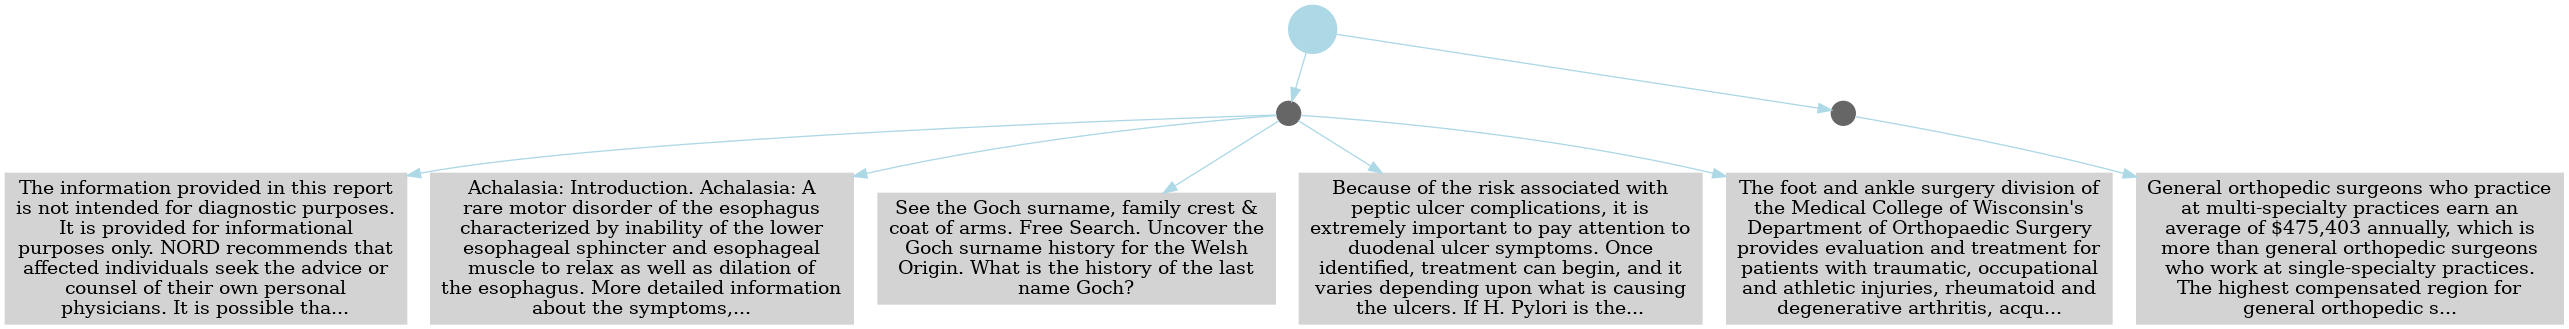 The information provided in this report
is not intended for diagnostic purposes.
It is provided for informational
purposes only. NORD recommends that
affected individuals seek the advice or
counsel of their own personal
physicians. It is possible tha...
Achalasia: Introduction. Achalasia: A
rare motor disorder of the esophagus
characterized by inability of the lower
esophageal sphincter and esophageal
muscle to relax as well as dilation of
the esophagus. More detailed information
about the symptoms,...
See the Goch surname, family crest &
coat of arms. Free Search. Uncover the
Goch surname history for the Welsh
Origin. What is the history of the last
name Goch?
Because of the risk associated with
peptic ulcer complications, it is
extremely important to pay attention to
duodenal ulcer symptoms. Once
identified, treatment can begin, and it
varies depending upon what is causing
the ulcers. If H. Pylori is the...
The foot and ankle surgery division of
the Medical College of Wisconsin's
Department of Orthopaedic Surgery
provides evaluation and treatment for
patients with traumatic, occupational
and athletic injuries, rheumatoid and
degenerative arthritis, acqu...
General orthopedic surgeons who practice
at multi-specialty practices earn an
average of $475,403 annually, which is
more than general orthopedic surgeons
who work at single-specialty practices.
The highest compensated region for
general orthopedic s...